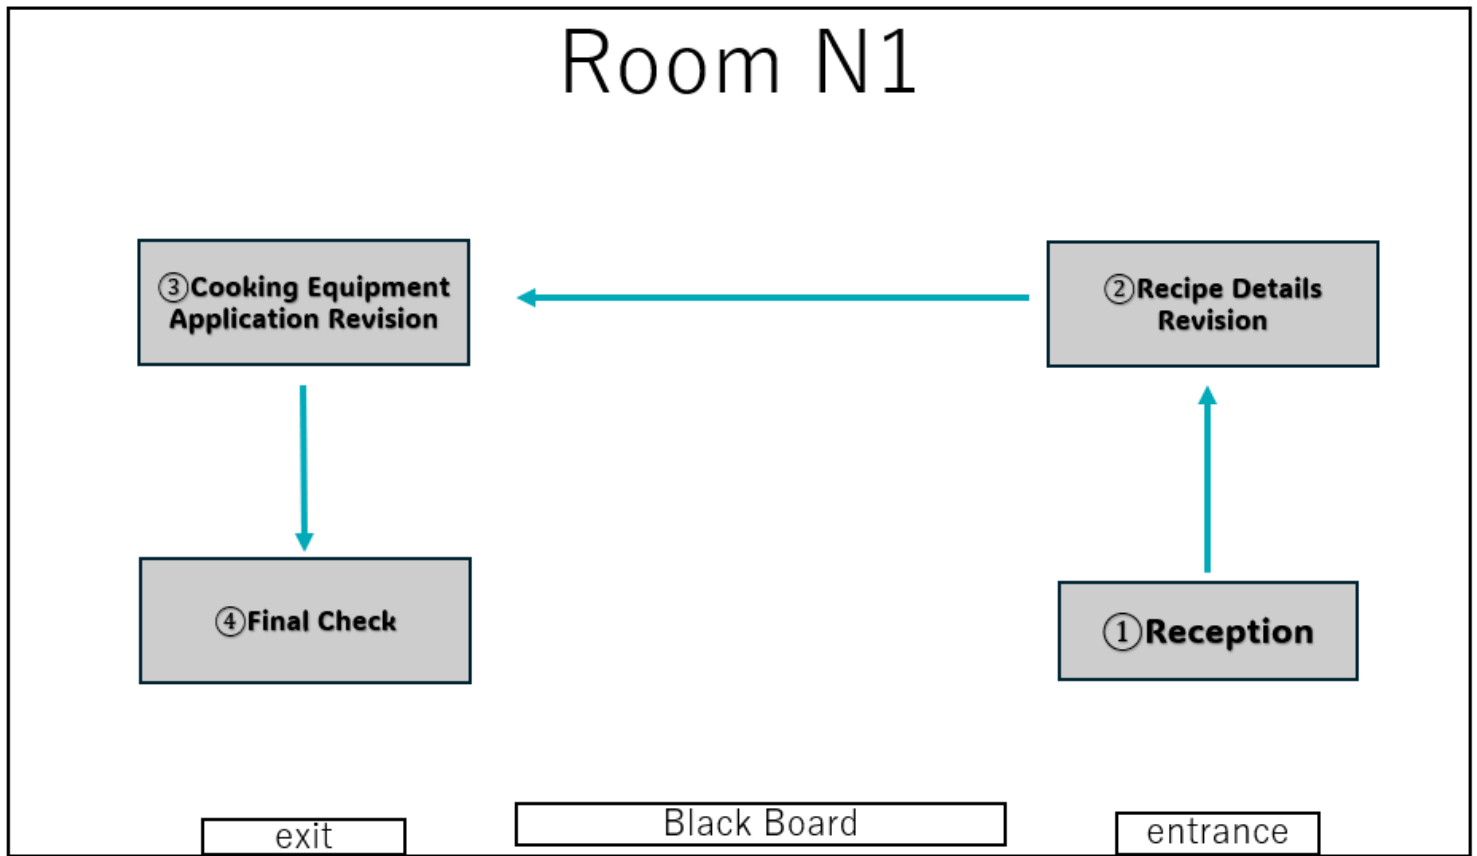 Room N1
③Cooking Equipment
Application Revision
②Recipe Details
Revision
④Final Check
①Reception
exit
Black Board
entrance